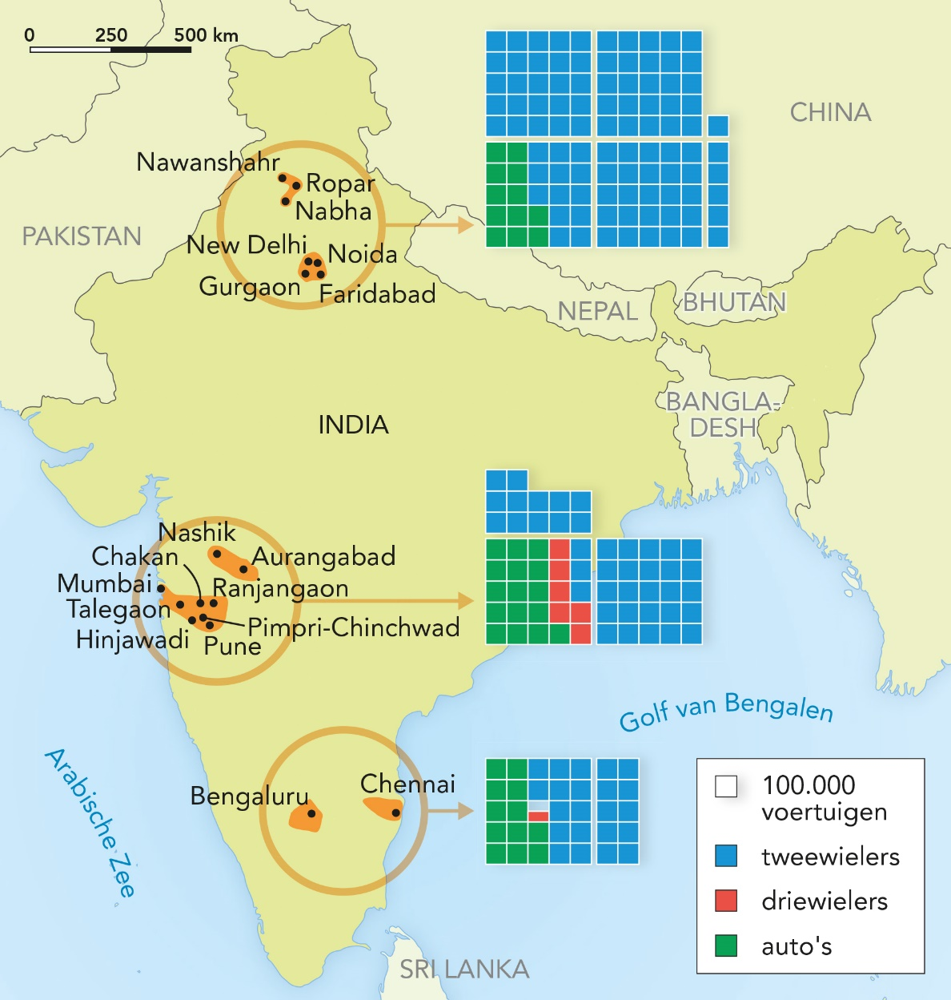 0 250 500 km
CHINA
Nawanshahr
Ropar
Nabha
PAKISTAN
New Delhi
Noida
Gurgaon
Faridabad
NEPAL
BHUTAN
BANGLA-
DESH
INDIA
Nashik
Chakan
Aurangabad
Mumbai
Ranjangaon
Talegaon
Pimpri-Chinchwad
Hinjawadi
Pune
Golf van Bengalen
Arabische Zee
Bengaluru
Chennai
100.000
voertuigen
tweewielers
driewielers
auto's
SRI LANKA